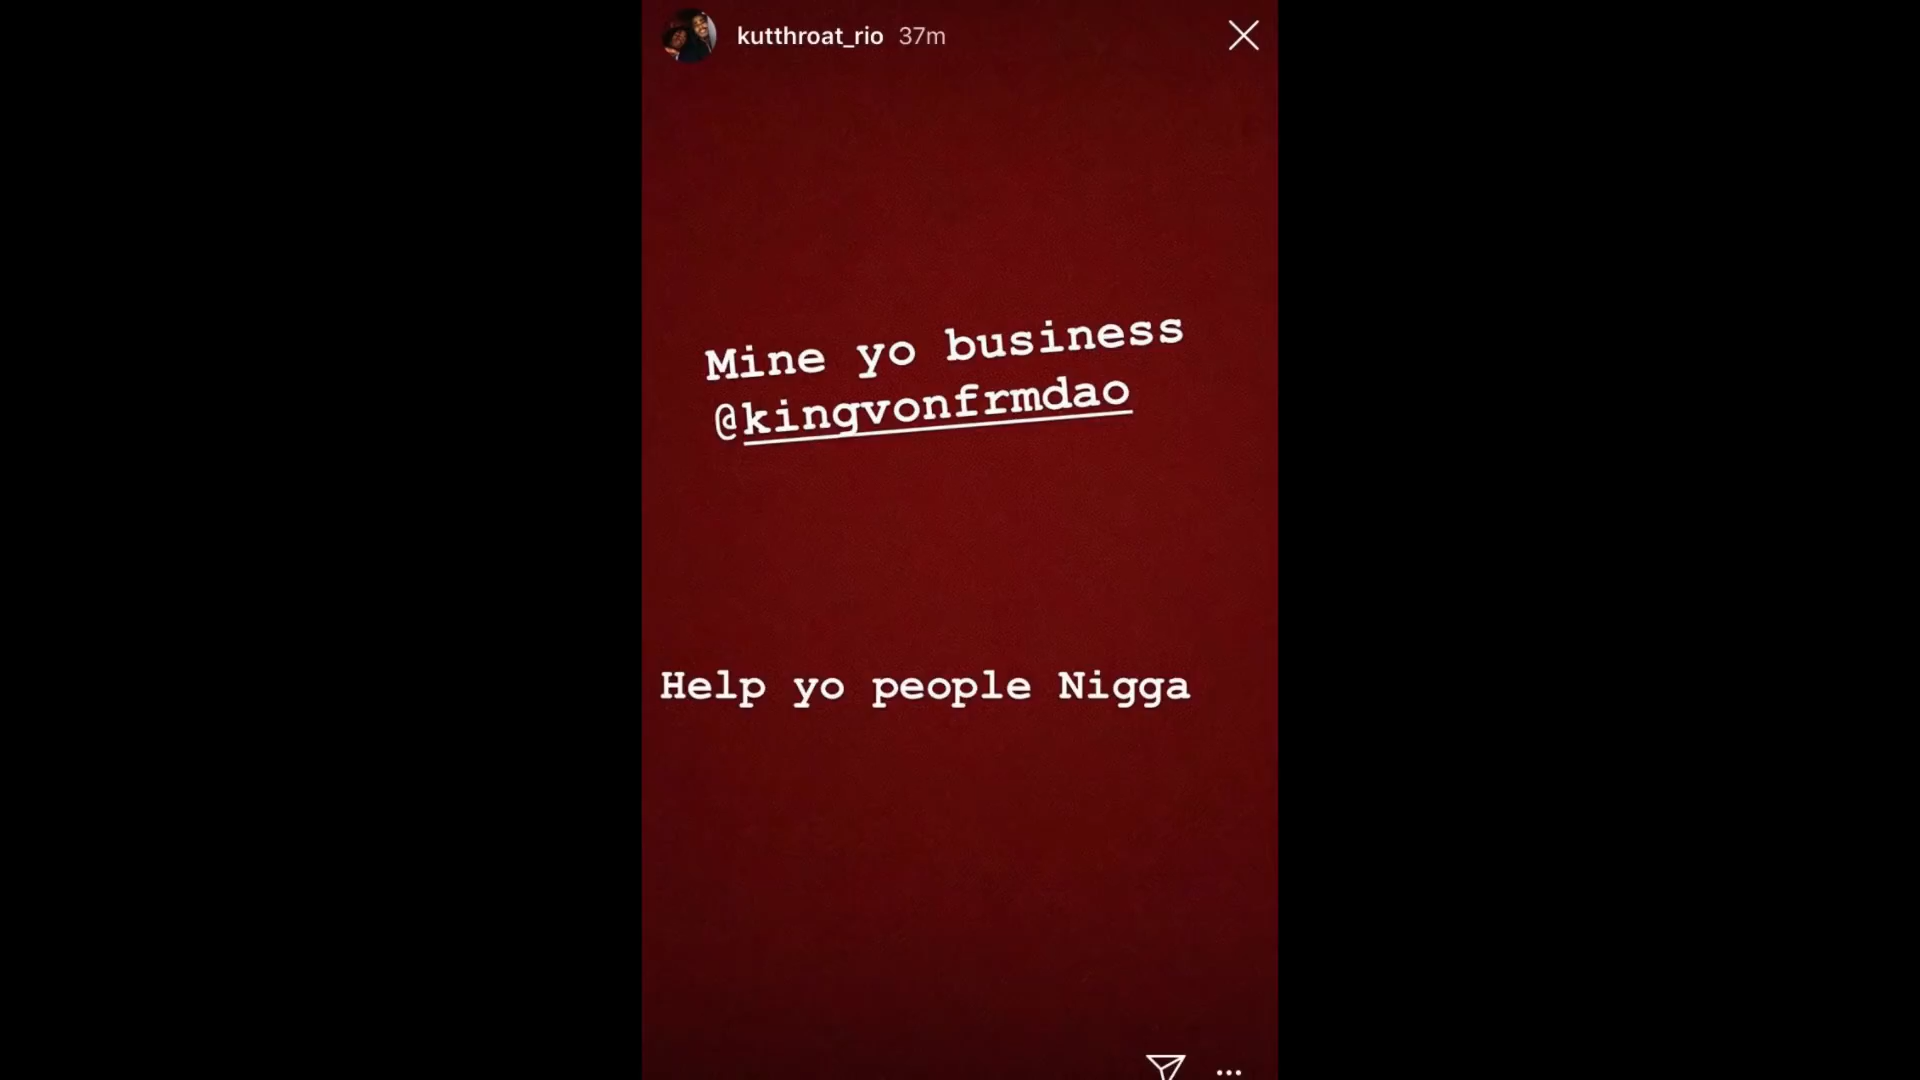 kutthroat_rio 37m
Mine yo business
@kingvonfrmdao
Help yo people Nigga